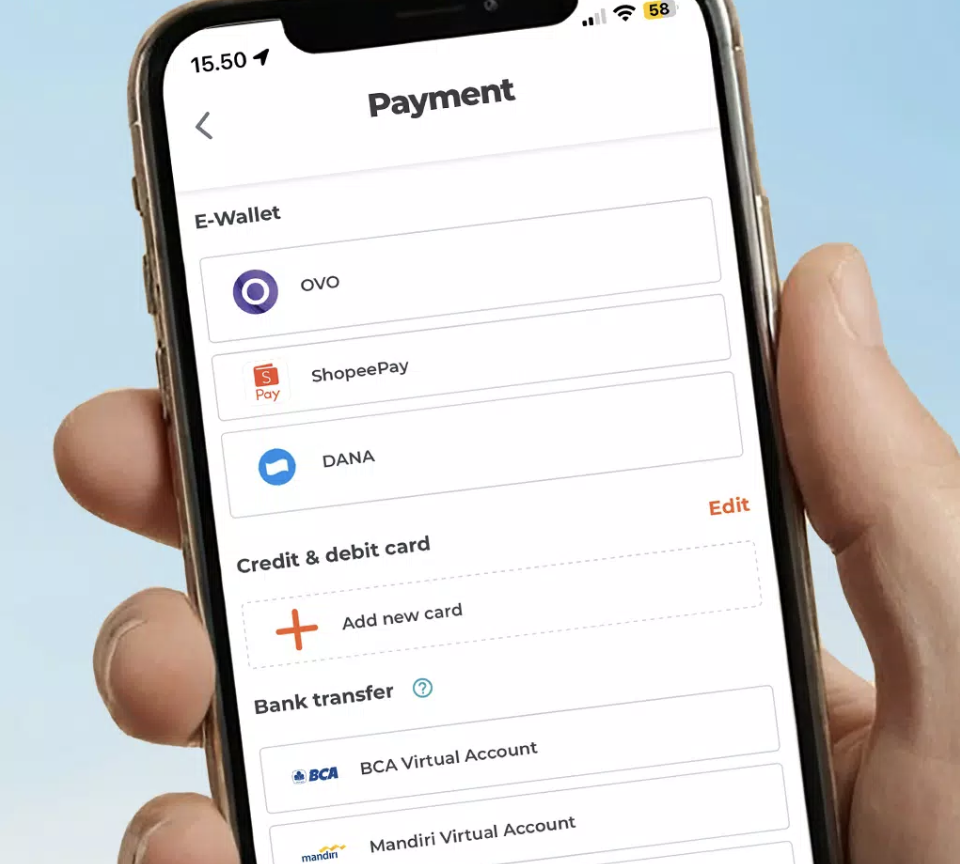 15.50
58
Payment
E-Wallet
OVO
S
Pay
ShopeePay
DANA
Edit
Credit & debit card
Add new card
Bank transfer ?
BCA
BCA Virtual Account
mandiri
Mandiri Virtual Account